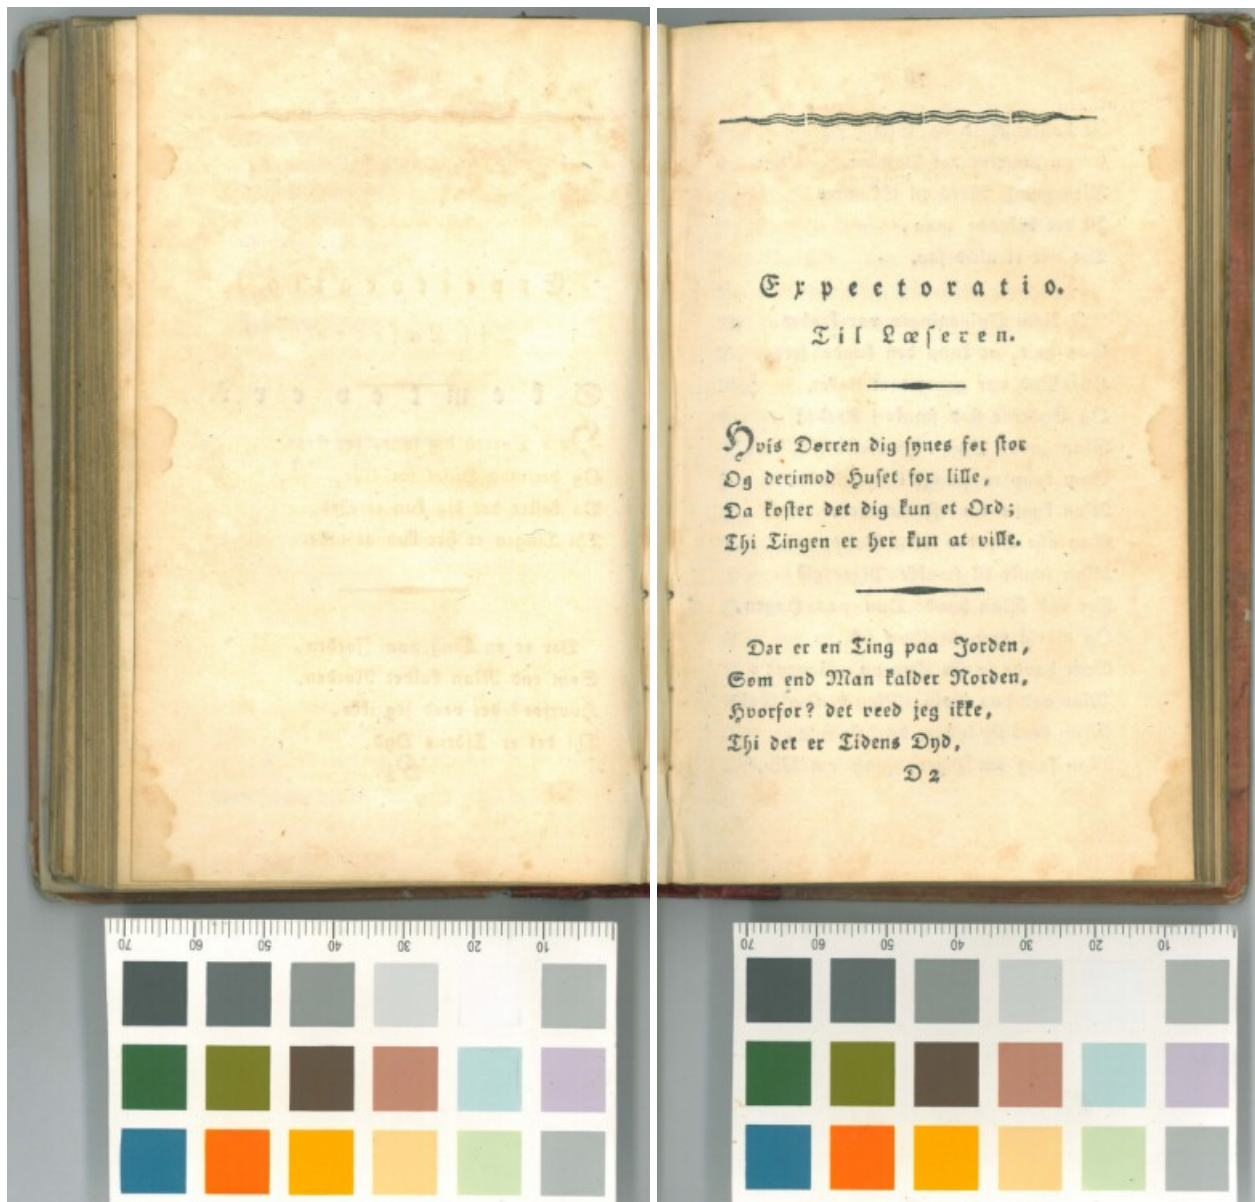 Expectoratio.
Til Læseren.
Hvis Dørren dig synes for stor
Og derimod Huset for lille,
Da koster det dig kun et Ord;
Thi Tingen er her kun at ville.
Der er en Ting paa Jorden,
Som end Man kalder Norden,
Hvorfor? det veed jeg ikke,
Thi det er Tidens Dyd,
D 2
70 60 50 40 30 20 10
70 60 50 40 30 20 10